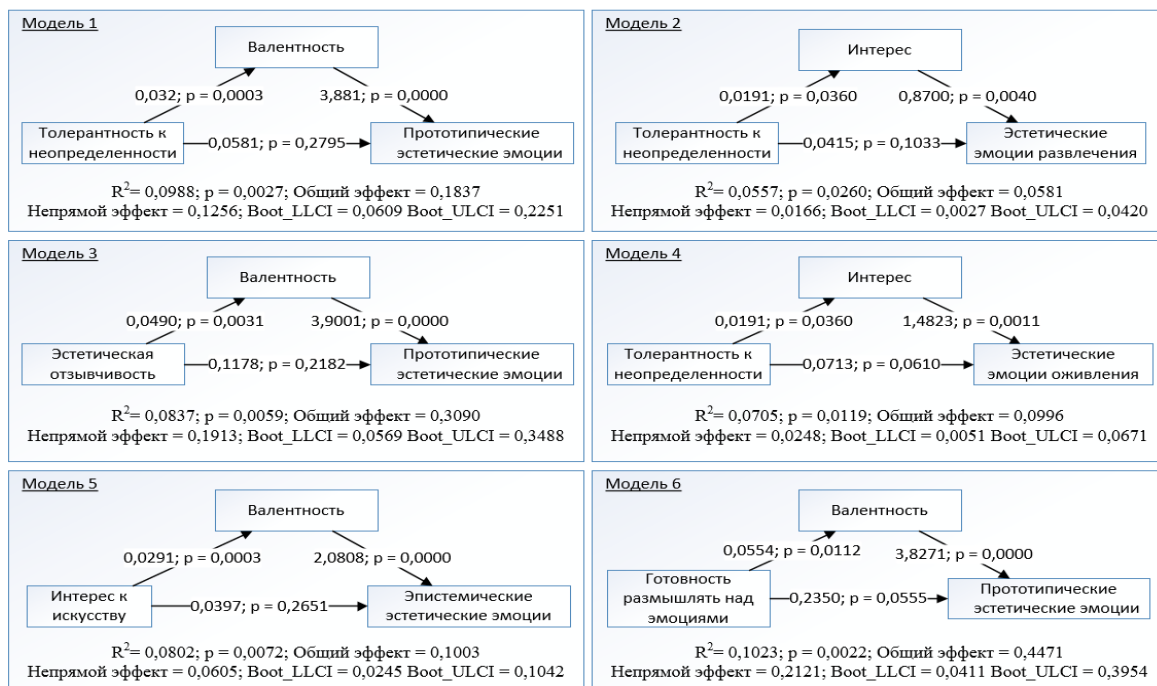 Модель 1
Валентность
0,032; p = 0,0003
3,881; p = 0,0000
Толерантность к
неопределенности
0,0581; p = 0,2795
Прототипические
эстетические эмоции
R²= 0,0988; p = 0,0027; Общий эффект = 0,1837
Непрямой эффект = 0,1256; Boot_LLCI = 0,0609 Boot_ULCI = 0,2251
Модель 2
Интерес
0,0191; p = 0,0360
0,8700; p = 0,0040
Толерантность к
неопределенности
0,0415; p = 0,1033
Эстетические
эмоции развлечения
R²= 0,0557; p = 0,0260; Общий эффект = 0,0581
Непрямой эффект = 0,0166; Boot_LLCI = 0,0027 Boot_ULCI = 0,0420
Модель 3
Валентность
0,0490; p = 0,0031
3,9001; p = 0,0000
Эстетическая
отзывчивость
0,1178; p = 0,2182
Прототипические
эстетические эмоции
R²= 0,0837; p = 0,0059; Общий эффект = 0,3090
Непрямой эффект = 0,1913; Boot_LLCI = 0,0569 Boot_ULCI = 0,3488
Модель 4
Интерес
0,0191; p = 0,0360
1,4823; p = 0,0011
Толерантность к
неопределенности
0,0713; p = 0,0610
Эстетические
эмоции оживления
R²= 0,0705; p = 0,0119; Общий эффект = 0,0996
Непрямой эффект = 0,0248; Boot_LLCI = 0,0051 Boot_ULCI = 0,0671
Модель 5
Валентность
0,0291; p = 0,0003
2,0808; p = 0,0000
Интерес к
искусству
0,0397; p = 0,2651
Эпистемические
эстетические эмоции
R²= 0,0802; p = 0,0072; Общий эффект = 0,1003
Непрямой эффект = 0,0605; Boot_LLCI = 0,0245 Boot_ULCI = 0,1042
Модель 6
Валентность
0,0554; p = 0,0112
3,8271; p = 0,0000
Готовность
размышлять над
эмоциями
0,2350; p = 0,0555
Прототипические
эстетические эмоции
R²= 0,1023; p = 0,0022; Общий эффект = 0,4471
Непрямой эффект = 0,2121; Boot_LLCI = 0,0411 Boot_ULCI = 0,3954